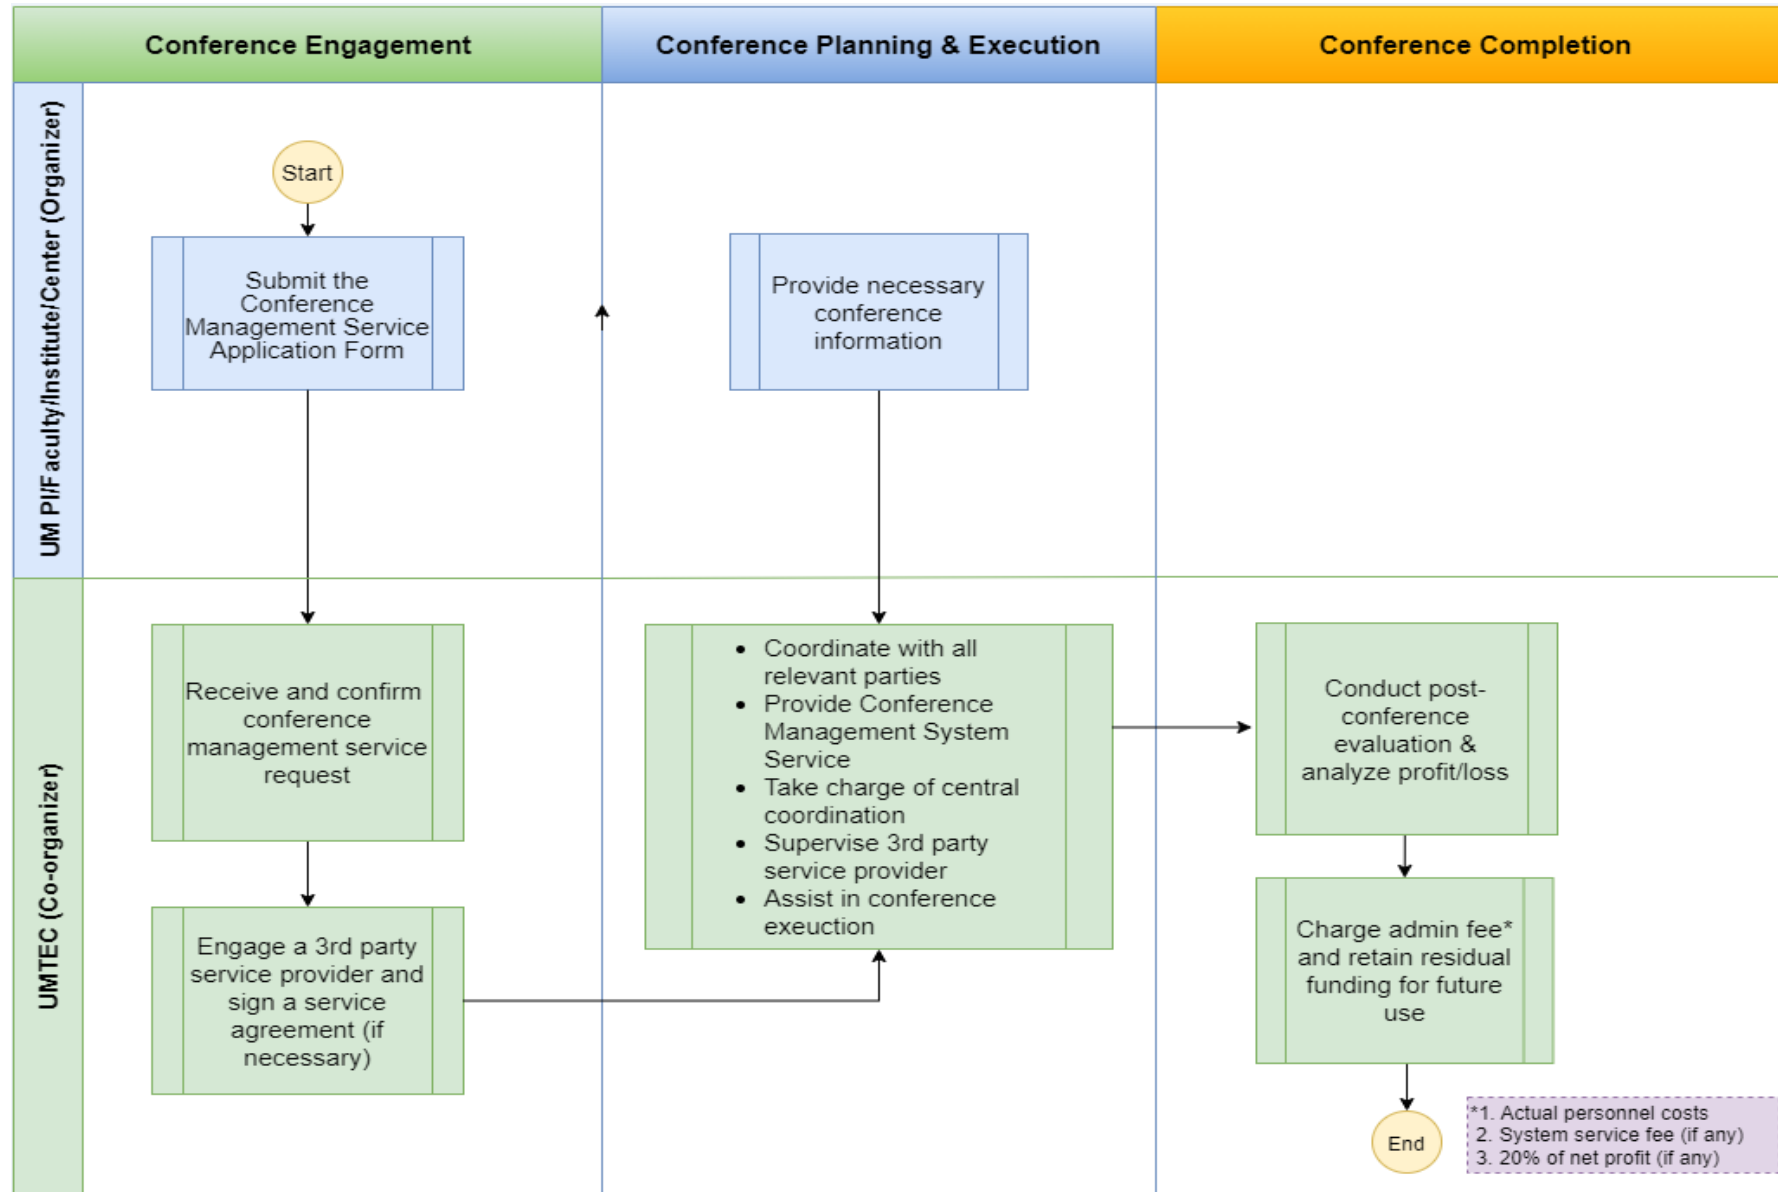 Conference Engagement
Conference Planning & Execution
Conference Completion
UM PI/Faculty/Institute/Center (Organizer)
Start
Submit the
Conference
Management Service
Application Form
Provide necessary
conference
information
UMTEC (Co-organizer)
Receive and confirm
conference
management service
request
Engage a 3rd party
service provider and
sign a service
agreement (if
necessary)
• Coordinate with all
relevant parties
• Provide Conference
Management System
Service
• Take charge of central
coordination
• Supervise 3rd party
service provider
• Assist in conference
exeuction
Conduct post-
conference
evaluation &
analyze profit/loss
Charge admin fee*
and retain residual
funding for future
use
End
*1. Actual personnel costs
2. System service fee (if any)
3. 20% of net profit (if any)